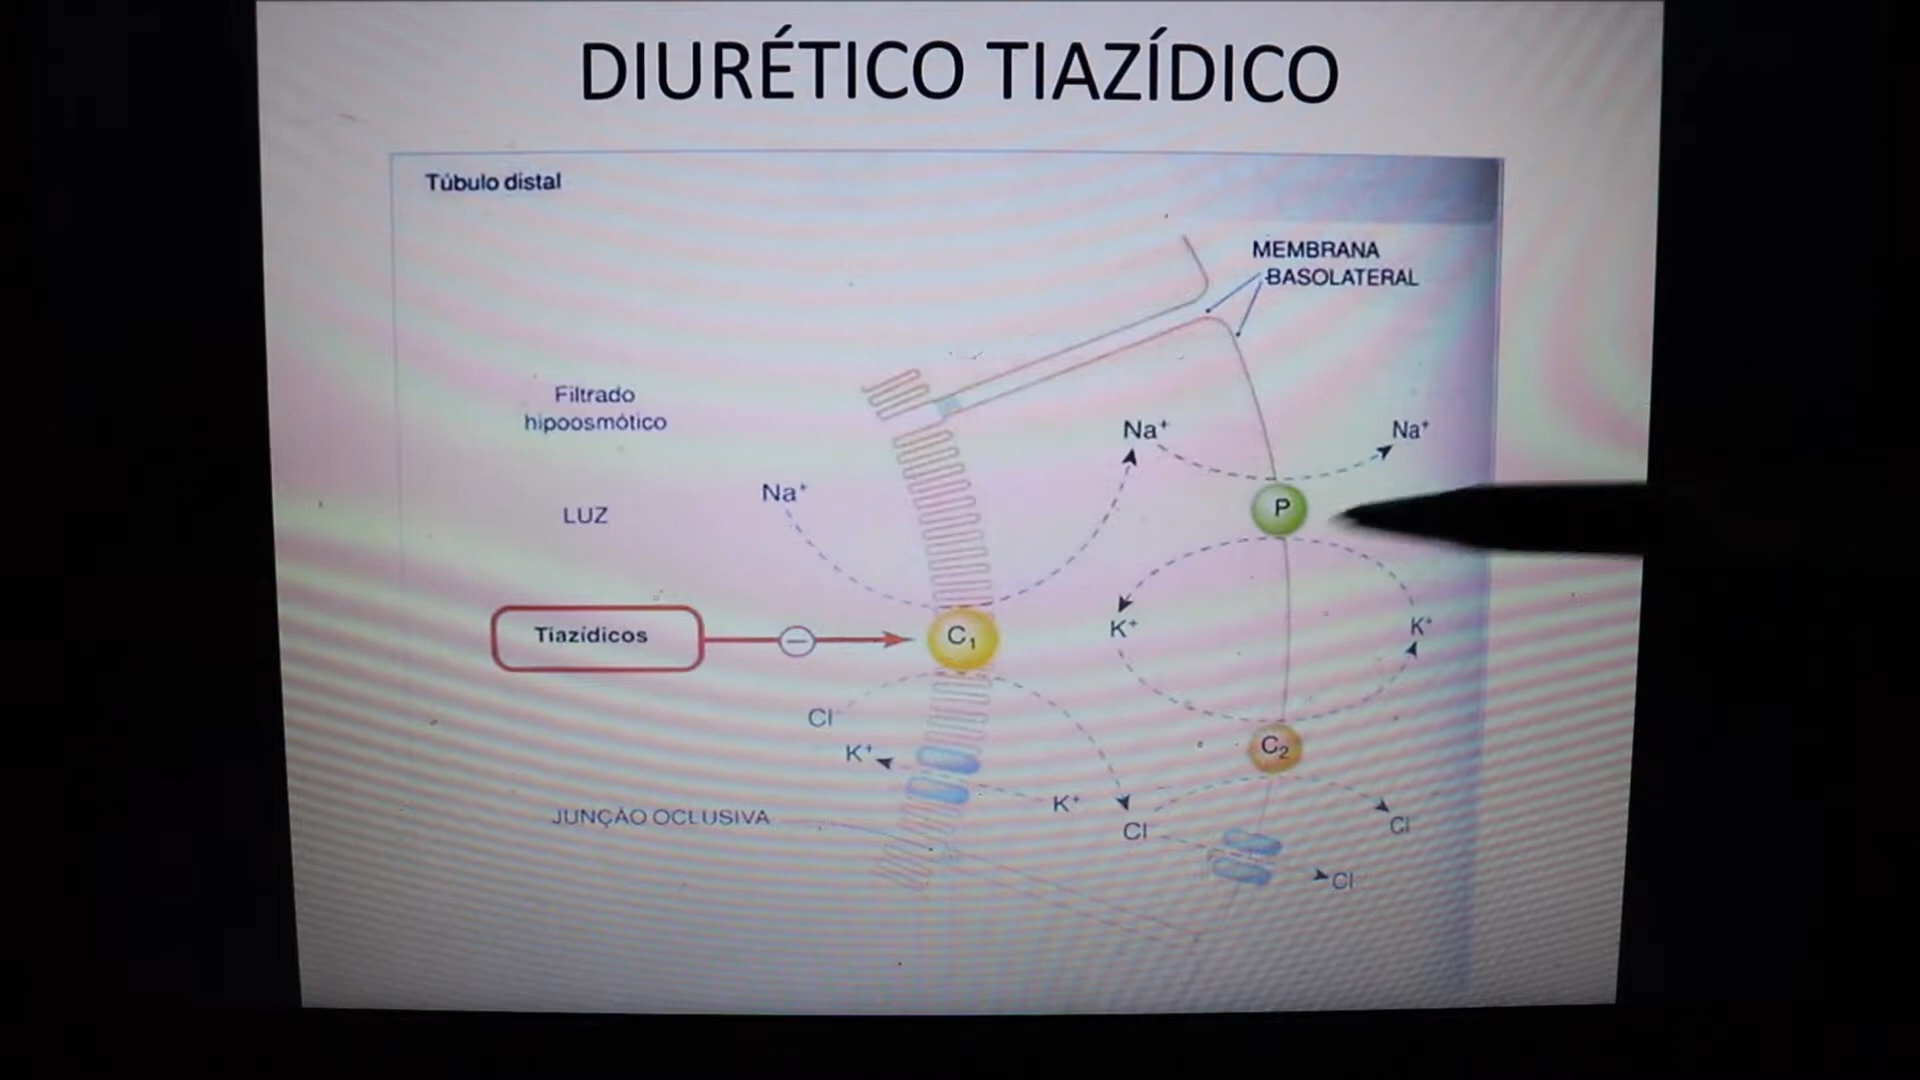 DIURÉTICO TIAZÍDICO
Túbulo distal
MEMBRANA
BASOLATERAL
Filtrado
hipoosmótico
Na⁺
Na⁺
Na⁺
LUZ
P
Tiazídicos
−
C₁
K⁺
K⁺
Cl
K⁺
C₂
K⁺
JUNÇÃO OCLUSIVA
Cl
Cl
Cl